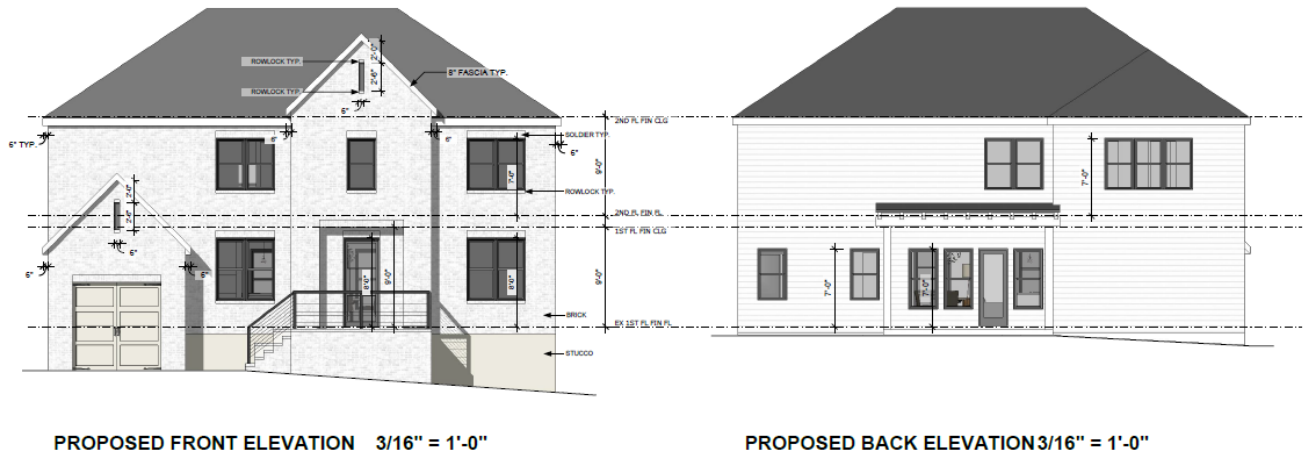 ROWLOCK TYP.
2'-0"
8" FASCIA TYP.
2'-6"
ROWLOCK TYP.
6"
2ND FL FIN CLG
6" TYP.
6"
6"
SOLDIER TYP.
6"
9'-0"
7'-0"
7'-0"
2'-0"
ROWLOCK TYP.
2'-6"
2ND FL FIN FL
1ST FL FIN CLG
6"
6"
6"
8'-0"
9'-0"
8'-0"
9'-0"
7'-0"
7'-0"
BRICK
EX 1ST FL FIN FL
STUCCO
PROPOSED FRONT ELEVATION 3/16" = 1'-0"
PROPOSED BACK ELEVATION 3/16" = 1'-0"